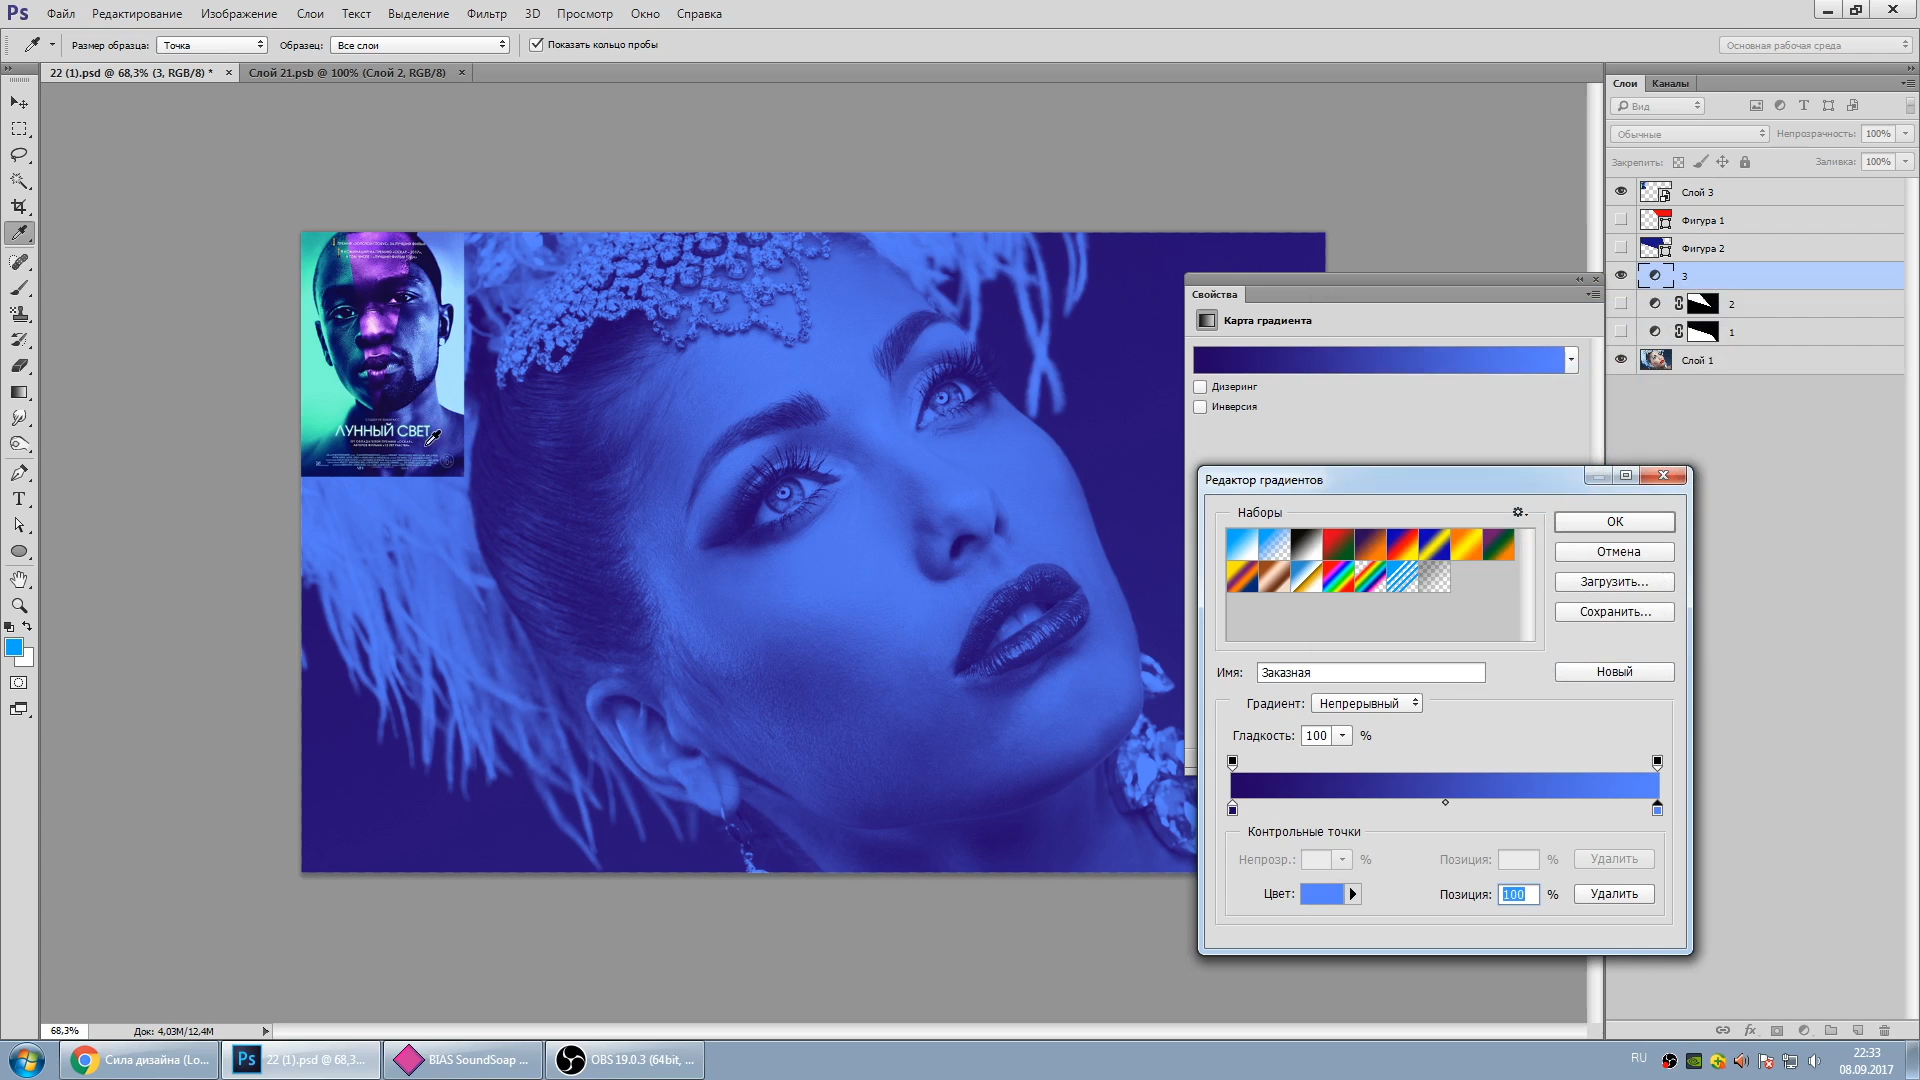 Ps Файл Редактирование Изображение Слои Текст Выделение Фильтр 3D Просмотр Окно Справка
Размер образца: Точка Образец: Все слои Показать кольцо пробы Основная рабочая среда
22 (1).psd @ 68,3% (3, RGB/8) * × Слой 21.psb @ 100% (Слой 2, RGB/8) ×
Слои Каналы
Вид
Обычные Непрозрачность: 100%
Закрепить: Заливка: 100%
Слой 3
Фигура 1
Фигура 2
3
2
1
Слой 1
ЛУННЫЙ СВЕТ
Свойства
Карта градиента
Дизеринг
Инверсия
Редактор градиентов
Наборы
ОК
Отмена
Загрузить...
Сохранить...
Имя: Заказная Новый
Градиент: Непрерывный
Гладкость: 100 %
Контрольные точки
Непрозр.: % Позиция: % Удалить
Цвет: Позиция: 100 % Удалить
68,3% Док: 4,03M/12,4M
Сила дизайна (Lo... Ps 22 (1).psd @ 68,3... BIAS SoundSoap ... OBS 19.0.3 (64bit, ...
RU
22:33
08.09.2017